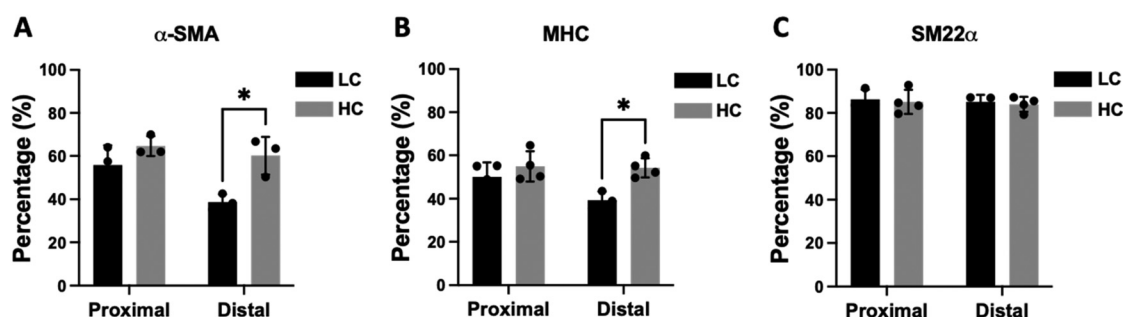 A
α-SMA
Percentage (%)
100
80
60
40
20
0
*
LC
HC
Proximal
Distal
B
MHC
Percentage (%)
100
80
60
40
20
0
*
LC
HC
Proximal
Distal
C
SM22α
Percentage (%)
100
80
60
40
20
0
LC
HC
Proximal
Distal